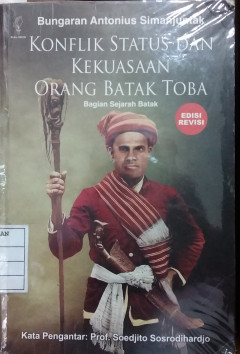 Bungaran Antonius Simanjuntak
KONFLIK STATUS DAN
KEKUASAAN
ORANG BATAK TOBA
Bagian Sejarah Batak
EDISI
REVISI
Kata Pengantar: Prof. Soedjito Sosrodihardjo